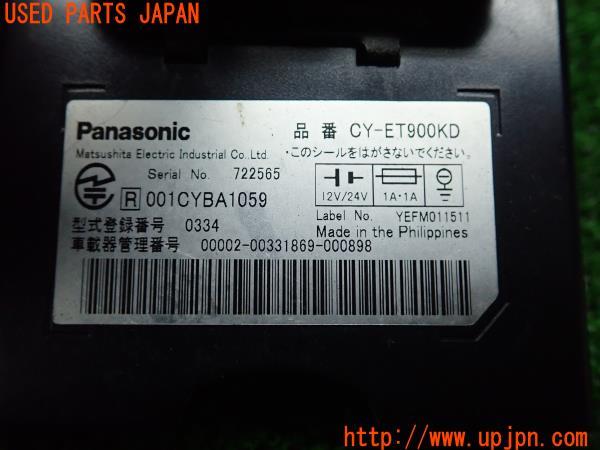 USED PARTS JAPAN
Panasonic
品番 CY-ET900KD
Matsushita Electric Industrial Co., Ltd.
・このシールをはがさないでください。
Serial No. 722565
R 001CYBA1059
12V/24V
1A・1A
型式登録番号 0334
Label No. YEFM011511
車載器管理番号 00002-00331869-000898
Made in the Philippines
USED PARTS JAPAN
www.upjpn.com